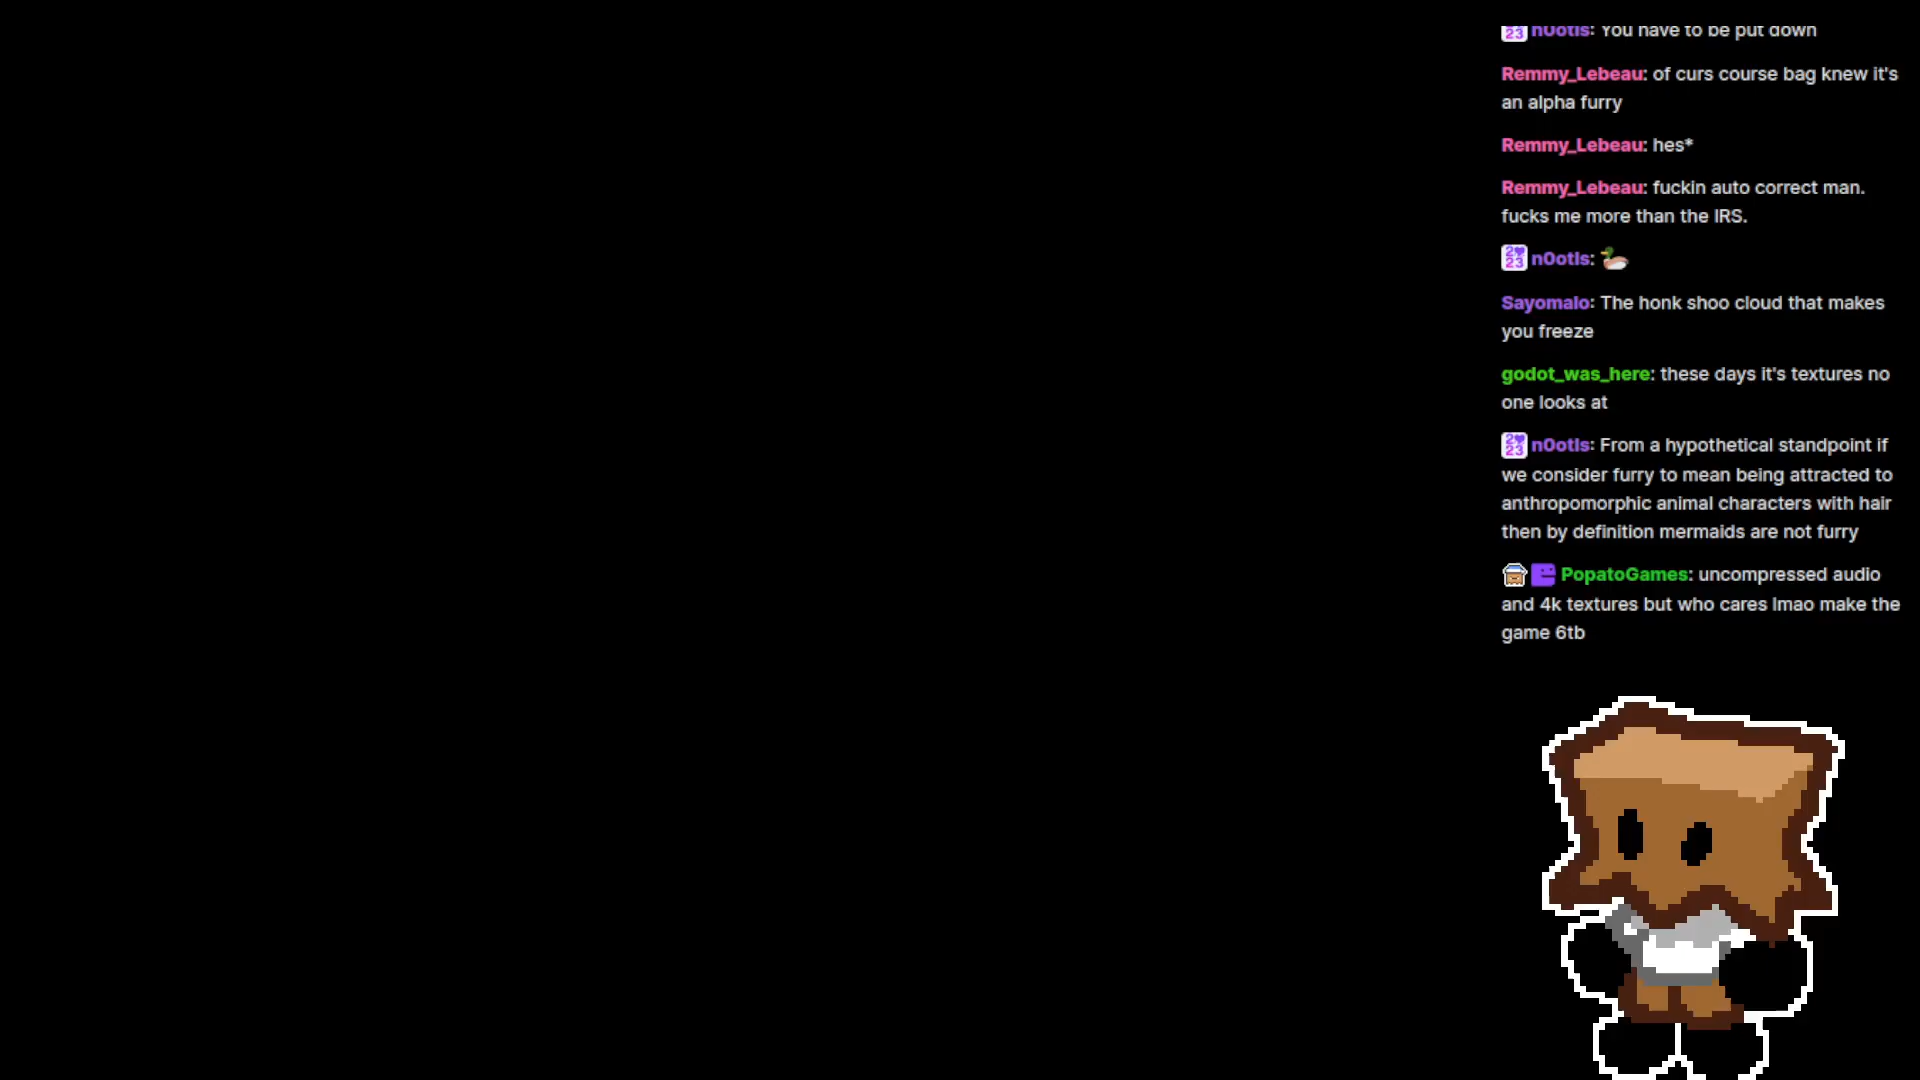 n0otis: You have to be put down
Remmy_Lebeau: of curs course bag knew it's
an alpha furry
Remmy_Lebeau: hes*
Remmy_Lebeau: fuckin auto correct man.
fucks me more than the IRS.
n0otis:
Sayomalo: The honk shoo cloud that makes
you freeze
godot_was_here: these days it's textures no
one looks at
n0otis: From a hypothetical standpoint if
we consider furry to mean being attracted to
anthropomorphic animal characters with hair
then by definition mermaids are not furry
PopatoGames: uncompressed audio
and 4k textures but who cares lmao make the
game 6tb